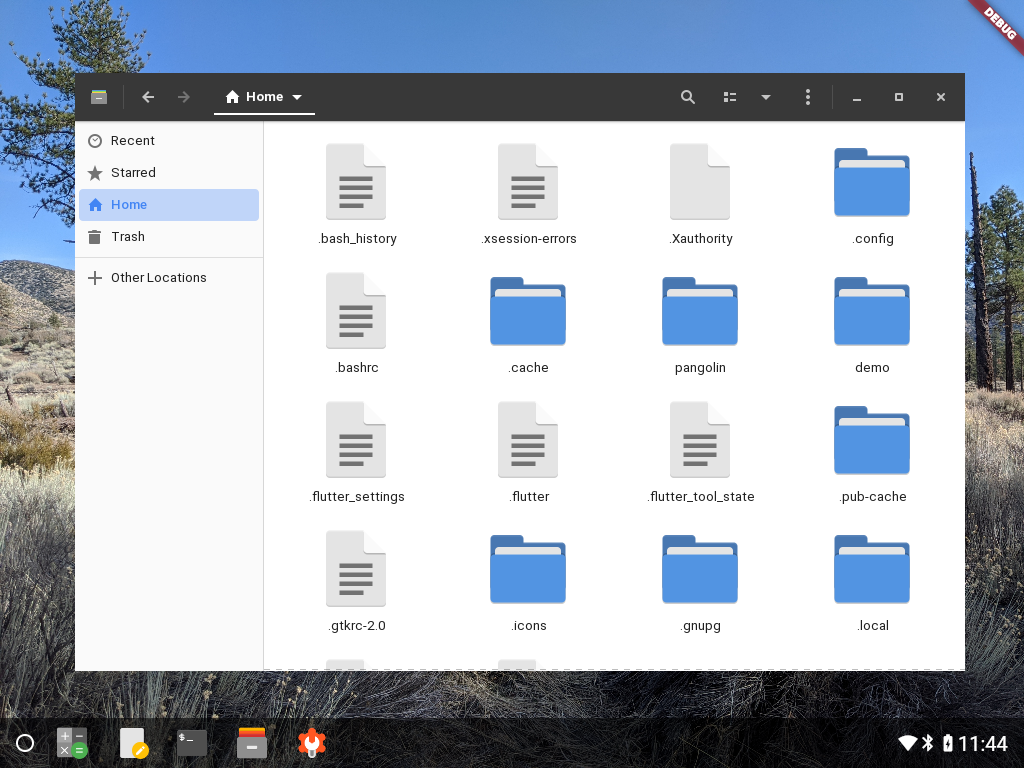 DEBUG
Home
Recent
Starred
Home
Trash
Other Locations
.bash_history
.xsession-errors
.Xauthority
.config
.bashrc
.cache
pangolin
demo
.flutter_settings
.flutter
.flutter_tool_state
.pub-cache
.gtkrc-2.0
.icons
.gnupg
.local
$_
11:44